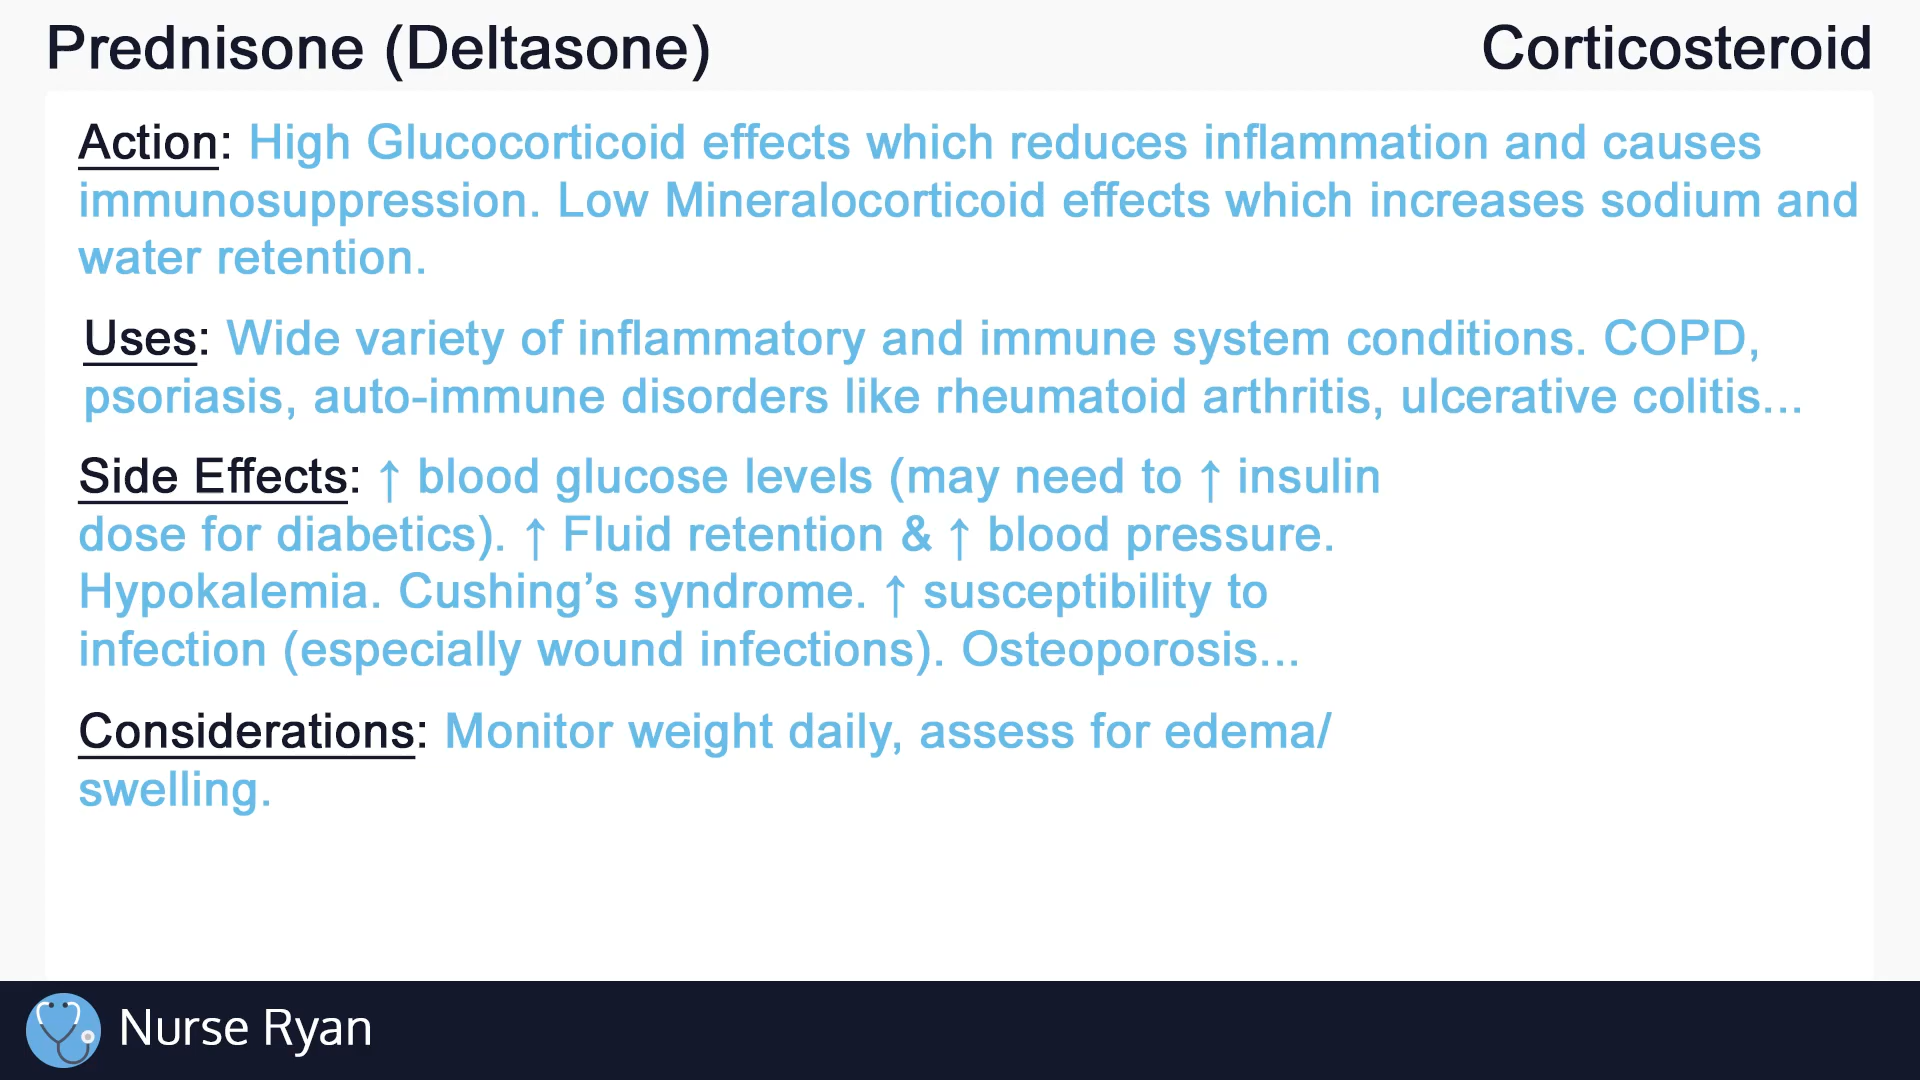 Prednisone (Deltasone)
Corticosteroid
Action: High Glucocorticoid effects which reduces inflammation and causes
immunosuppression. Low Mineralocorticoid effects which increases sodium and
water retention.
Uses: Wide variety of inflammatory and immune system conditions. COPD,
psoriasis, auto-immune disorders like rheumatoid arthritis, ulcerative colitis...
Side Effects: ↑ blood glucose levels (may need to ↑ insulin
dose for diabetics). ↑ Fluid retention & ↑ blood pressure.
Hypokalemia. Cushing’s syndrome. ↑ susceptibility to
infection (especially wound infections). Osteoporosis...
Considerations: Monitor weight daily, assess for edema/
swelling.
Nurse Ryan